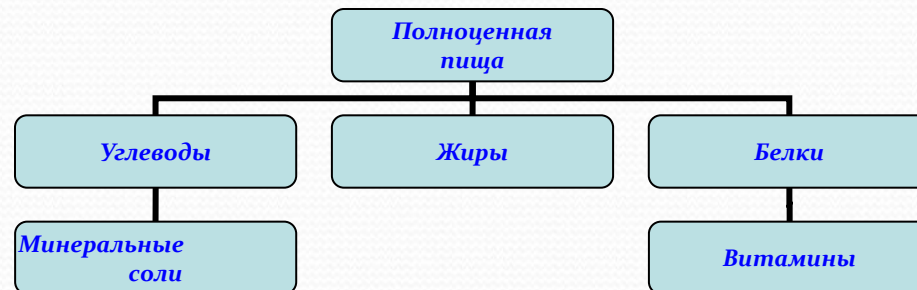 Полноценная
пища
Углеводы
Жиры
Белки
Минеральные
соли
Витамины